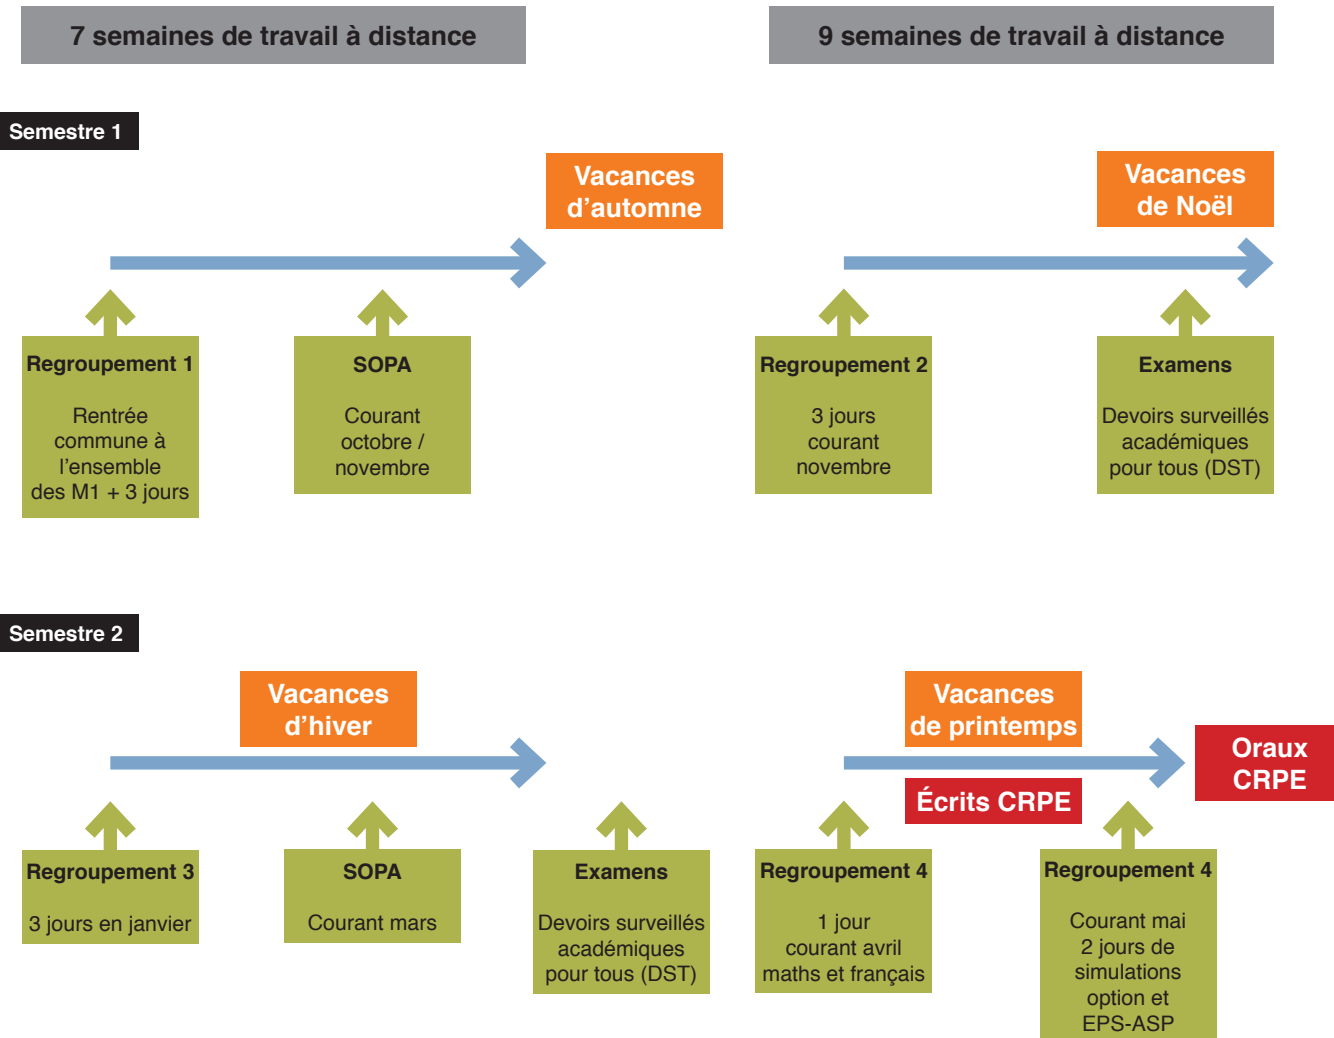 7 semaines de travail à distance
9 semaines de travail à distance
Semestre 1
Vacances
d’automne
Vacances
de Noël
Regroupement 1
Rentrée
commune à
l’ensemble
des M1 + 3 jours
SOPA
Courant
octobre /
novembre
Regroupement 2
3 jours
courant
novembre
Examens
Devoirs surveillés
académiques
pour tous (DST)
Semestre 2
Vacances
d’hiver
Vacances
de printemps
Oraux
CRPE
Écrits CRPE
Regroupement 3
3 jours en janvier
SOPA
Courant mars
Examens
Devoirs surveillés
académiques
pour tous (DST)
Regroupement 4
1 jour
courant avril
maths et français
Regroupement 4
Courant mai
2 jours de
simulations
option et
EPS-ASP